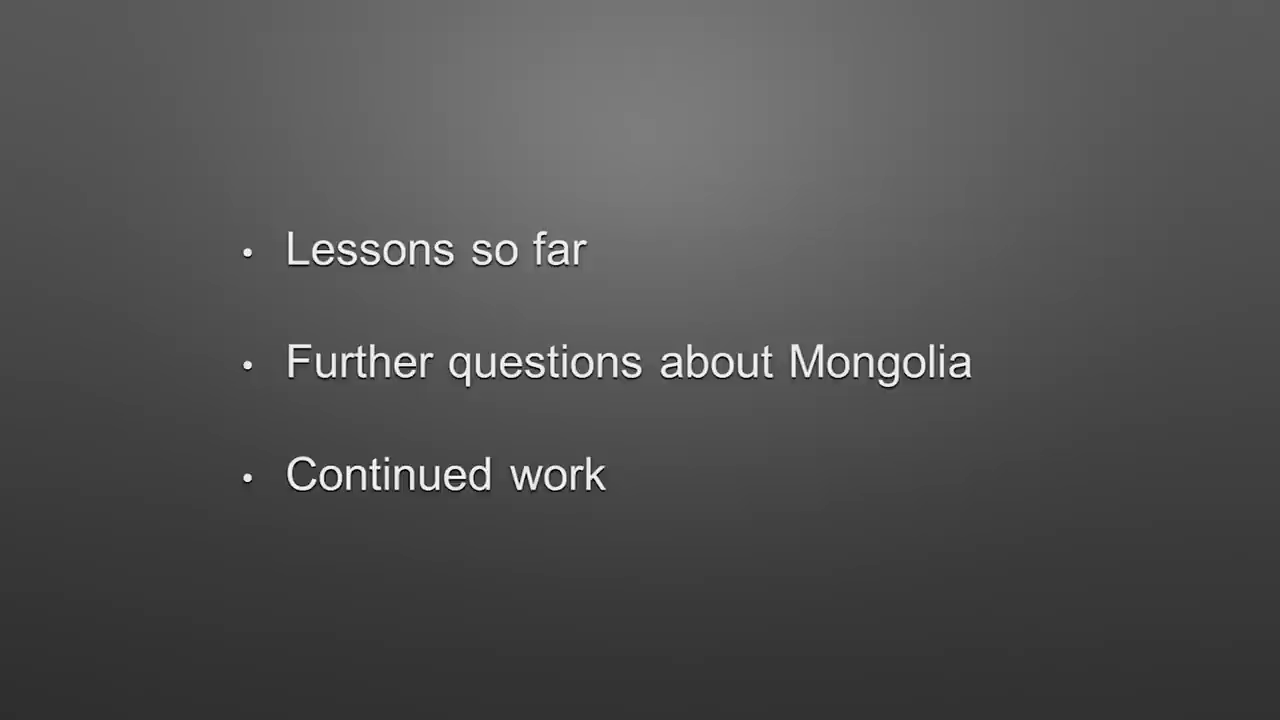 • Lessons so far
• Further questions about Mongolia
• Continued work